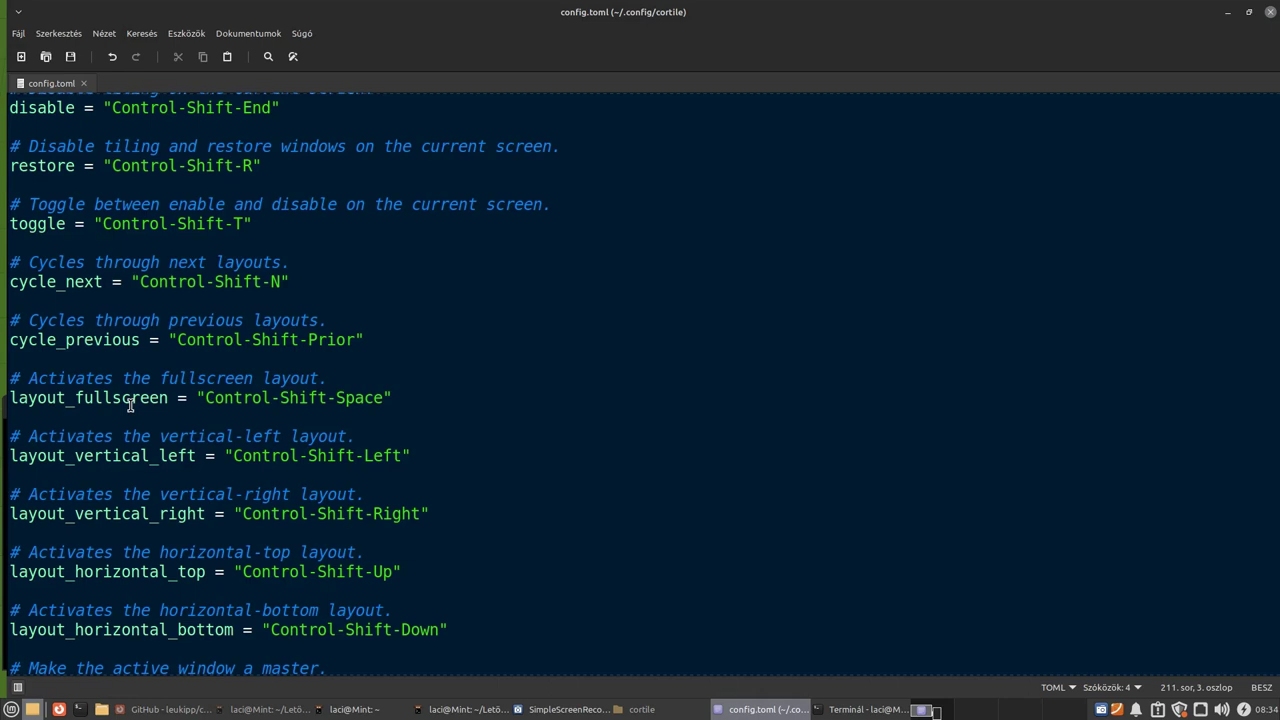 config.toml (~/.config/cortile)
Fájl Szerkesztés Nézet Keresés Eszközök Dokumentumok Súgó
config.toml
disable = "Control-Shift-End"
# Disable tiling and restore windows on the current screen.
restore = "Control-Shift-R"
# Toggle between enable and disable on the current screen.
toggle = "Control-Shift-T"
# Cycles through next layouts.
cycle_next = "Control-Shift-N"
# Cycles through previous layouts.
cycle_previous = "Control-Shift-Prior"
# Activates the fullscreen layout.
layout_fullscreen = "Control-Shift-Space"
# Activates the vertical-left layout.
layout_vertical_left = "Control-Shift-Left"
# Activates the vertical-right layout.
layout_vertical_right = "Control-Shift-Right"
# Activates the horizontal-top layout.
layout_horizontal_top = "Control-Shift-Up"
# Activates the horizontal-bottom layout.
layout_horizontal_bottom = "Control-Shift-Down"
# Make the active window a master.
TOML Szóközök: 4 211. sor, 3. oszlop BESZ
GitHub - leukipp/c... laci@Mint: ~/Letö... laci@Mint: ~ laci@Mint: ~/Letö... SimpleScreenReco... cortile config.toml (~/.co... Terminál - laci@M... 08:34